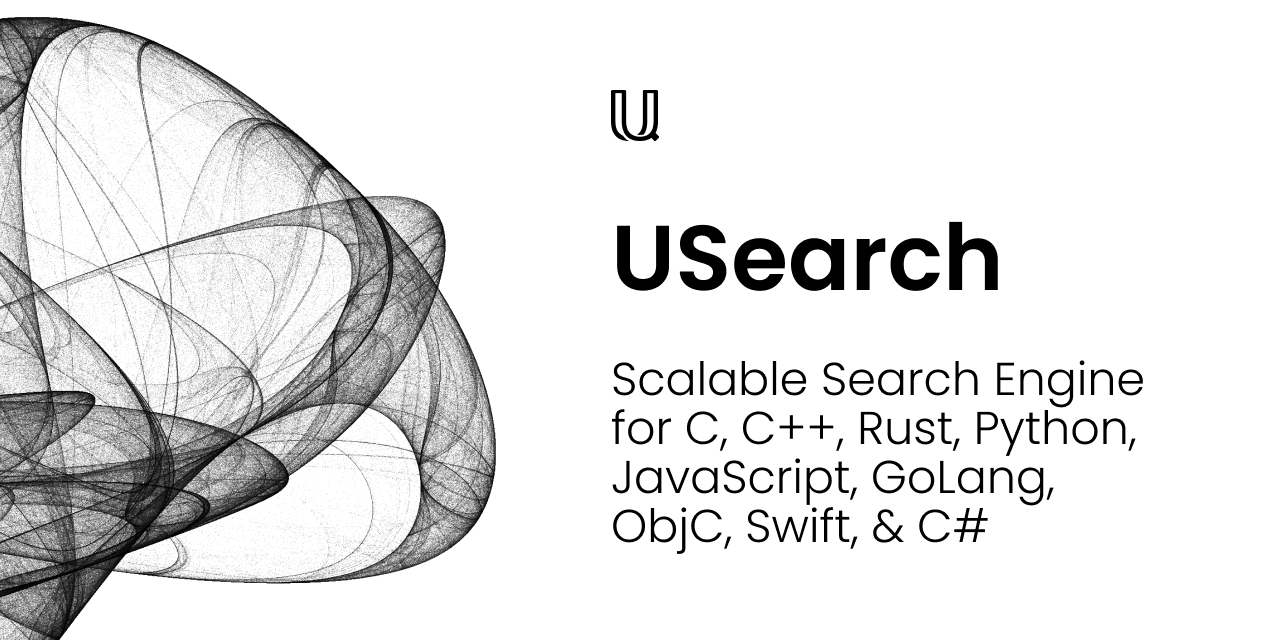 U
USearch
Scalable Search Engine
for C, C++, Rust, Python,
JavaScript, GoLang,
ObjC, Swift, & C#